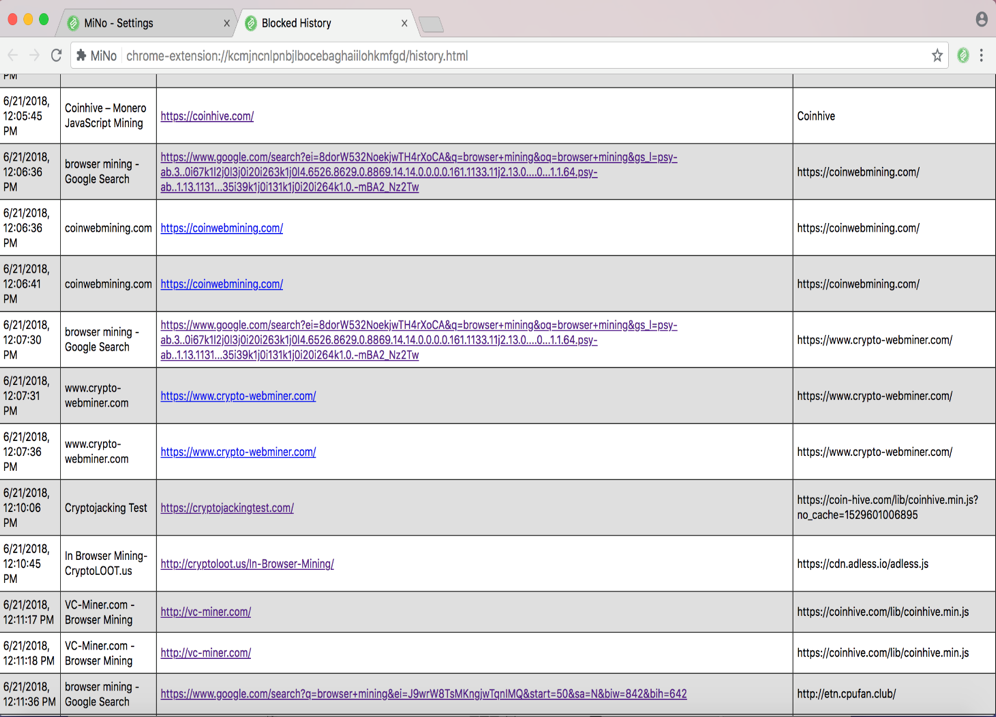 MiNo - Settings
Blocked History
MiNo
chrome-extension://kcmjncnlpnbjlbocebaghaiilohkmfgd/history.html
PM
6/21/2018,
12:05:45
PM
Coinhive – Monero
JavaScript Mining
https://coinhive.com/
Coinhive
6/21/2018,
12:06:36
PM
browser mining -
Google Search
https://www.google.com/search?ei=8dorW532NoekjwTH4rXoCA&q=browser+mining&oq=browser+mining&gs_l=psy-
ab.3..0i67k1l2j0l3j0i20i263k1j0l4.6526.8629.0.8869.14.14.0.0.0.0.161.1133.11j2.13.0....0...1.1.64.psy-
ab..1.13.1131...35i39k1j0i131k1j0i20i264k1.0.-mBA2_Nz2Tw
https://coinwebmining.com/
6/21/2018,
12:06:36
PM
coinwebmining.com
https://coinwebmining.com/
https://coinwebmining.com/
6/21/2018,
12:06:41
PM
coinwebmining.com
https://coinwebmining.com/
https://coinwebmining.com/
6/21/2018,
12:07:30
PM
browser mining -
Google Search
https://www.google.com/search?ei=8dorW532NoekjwTH4rXoCA&q=browser+mining&oq=browser+mining&gs_l=psy-
ab.3..0i67k1l2j0l3j0i20i263k1j0l4.6526.8629.0.8869.14.14.0.0.0.0.161.1133.11j2.13.0....0...1.1.64.psy-
ab..1.13.1131...35i39k1j0i131k1j0i20i264k1.0.-mBA2_Nz2Tw
https://www.crypto-webminer.com/
6/21/2018,
12:07:31
PM
www.crypto-
webminer.com
https://www.crypto-webminer.com/
https://www.crypto-webminer.com/
6/21/2018,
12:07:36
PM
www.crypto-
webminer.com
https://www.crypto-webminer.com/
https://www.crypto-webminer.com/
6/21/2018,
12:10:06
PM
Cryptojacking Test
https://cryptojackingtest.com/
https://coin-hive.com/lib/coinhive.min.js?
no_cache=1529601006895
6/21/2018,
12:10:45
PM
In Browser Mining-
CryptoLOOT.us
http://cryptoloot.us/In-Browser-Mining/
https://cdn.adless.io/adless.js
6/21/2018,
12:11:17 PM
VC-Miner.com -
Browser Mining
http://vc-miner.com/
https://coinhive.com/lib/coinhive.min.js
6/21/2018,
12:11:18 PM
VC-Miner.com -
Browser Mining
http://vc-miner.com/
https://coinhive.com/lib/coinhive.min.js
6/21/2018,
12:11:36 PM
browser mining -
Google Search
https://www.google.com/search?q=browser+mining&ei=J9wrW8TsMKngjwTqnIMQ&start=50&sa=N&biw=842&bih=642
http://etn.cpufan.club/